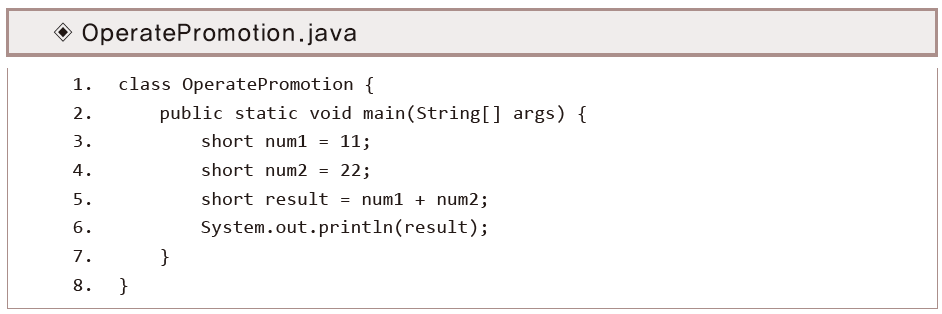 ◈ OperatePromotion.java
1. class OperatePromotion {
2. public static void main(String[] args) {
3. short num1 = 11;
4. short num2 = 22;
5. short result = num1 + num2;
6. System.out.println(result);
7. }
8. }